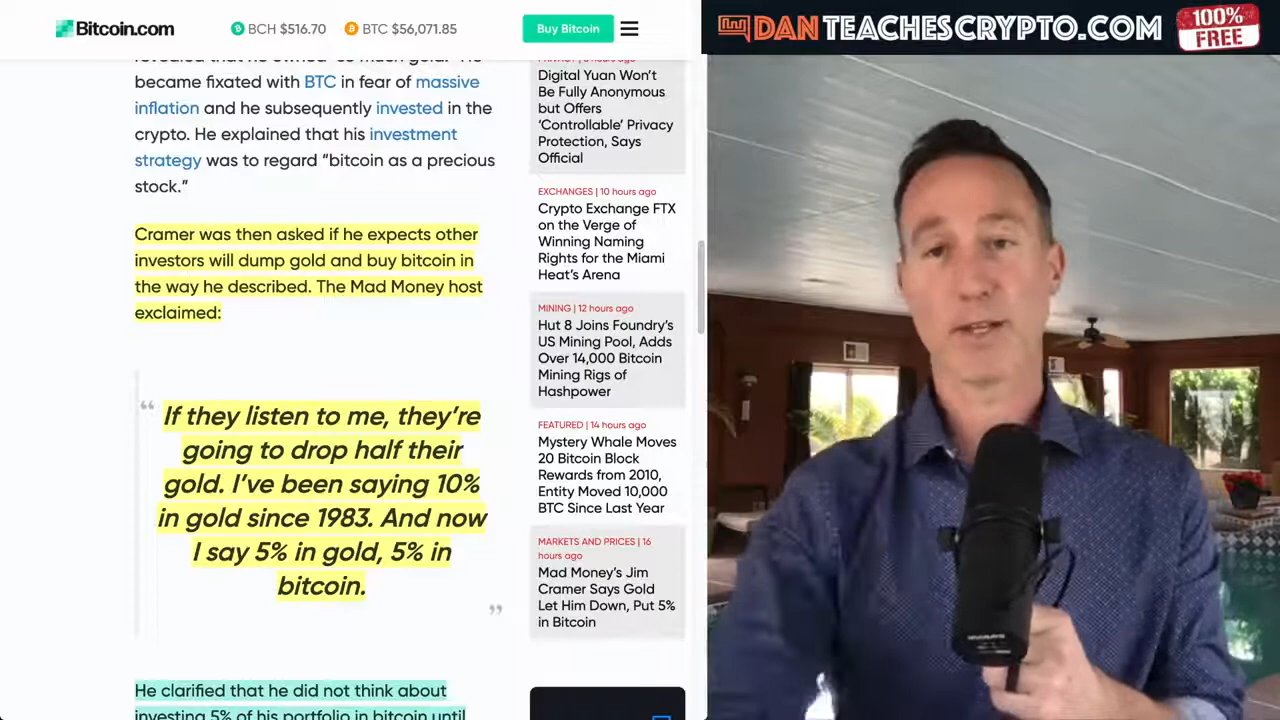 Bitcoin.com
BCH $516.70
BTC $56,071.85
Buy Bitcoin
DANTEACHESCRYPTO.COM
100%
FREE
became fixated with BTC in fear of massive
inflation and he subsequently invested in the
crypto. He explained that his investment
strategy was to regard “bitcoin as a precious
stock.”
Cramer was then asked if he expects other
investors will dump gold and buy bitcoin in
the way he described. The Mad Money host
exclaimed:
“
If they listen to me, they’re
going to drop half their
gold. I’ve been saying 10%
in gold since 1983. And now
I say 5% in gold, 5% in
bitcoin.
”
He clarified that he did not think about
investing 5% of his portfolio in bitcoin until
Digital Yuan Won’t
Be Fully Anonymous
but Offers
‘Controllable’ Privacy
Protection, Says
Official
EXCHANGES | 10 hours ago
Crypto Exchange FTX
on the Verge of
Winning Naming
Rights for the Miami
Heat’s Arena
MINING | 12 hours ago
Hut 8 Joins Foundry’s
US Mining Pool, Adds
Over 14,000 Bitcoin
Mining Rigs of
Hashpower
FEATURED | 14 hours ago
Mystery Whale Moves
20 Bitcoin Block
Rewards from 2010,
Entity Moved 10,000
BTC Since Last Year
MARKETS AND PRICES | 16
hours ago
Mad Money’s Jim
Cramer Says Gold
Let Him Down, Put 5%
in Bitcoin